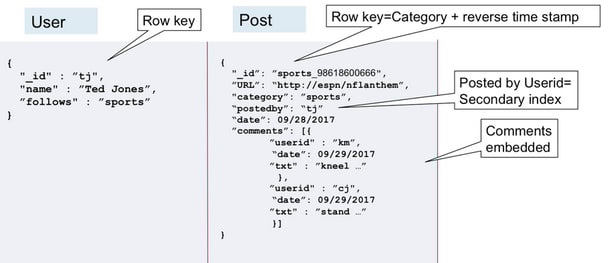 User
Row key
Post
Row key=Category + reverse time stamp
{
"_id" : ”tj",
"name" : ”Ted Jones”,
”follows" : ”sports”
}
{
"_id”: ”sports_98618600666",
"URL": ”http://espn/nflanthem”,
"category": ”sports”,
“postedby": “tj”
"date": 09/28/2017
”comments": [{
"userid" : ”km”,
“date”: 09/29/2017
"txt" : ”kneel …”
},
"userid" : ”cj”,
“date”: 09/29/2017
"txt" : ”stand …”
}]
}
Posted by Userid=
Secondary index
Comments
embedded